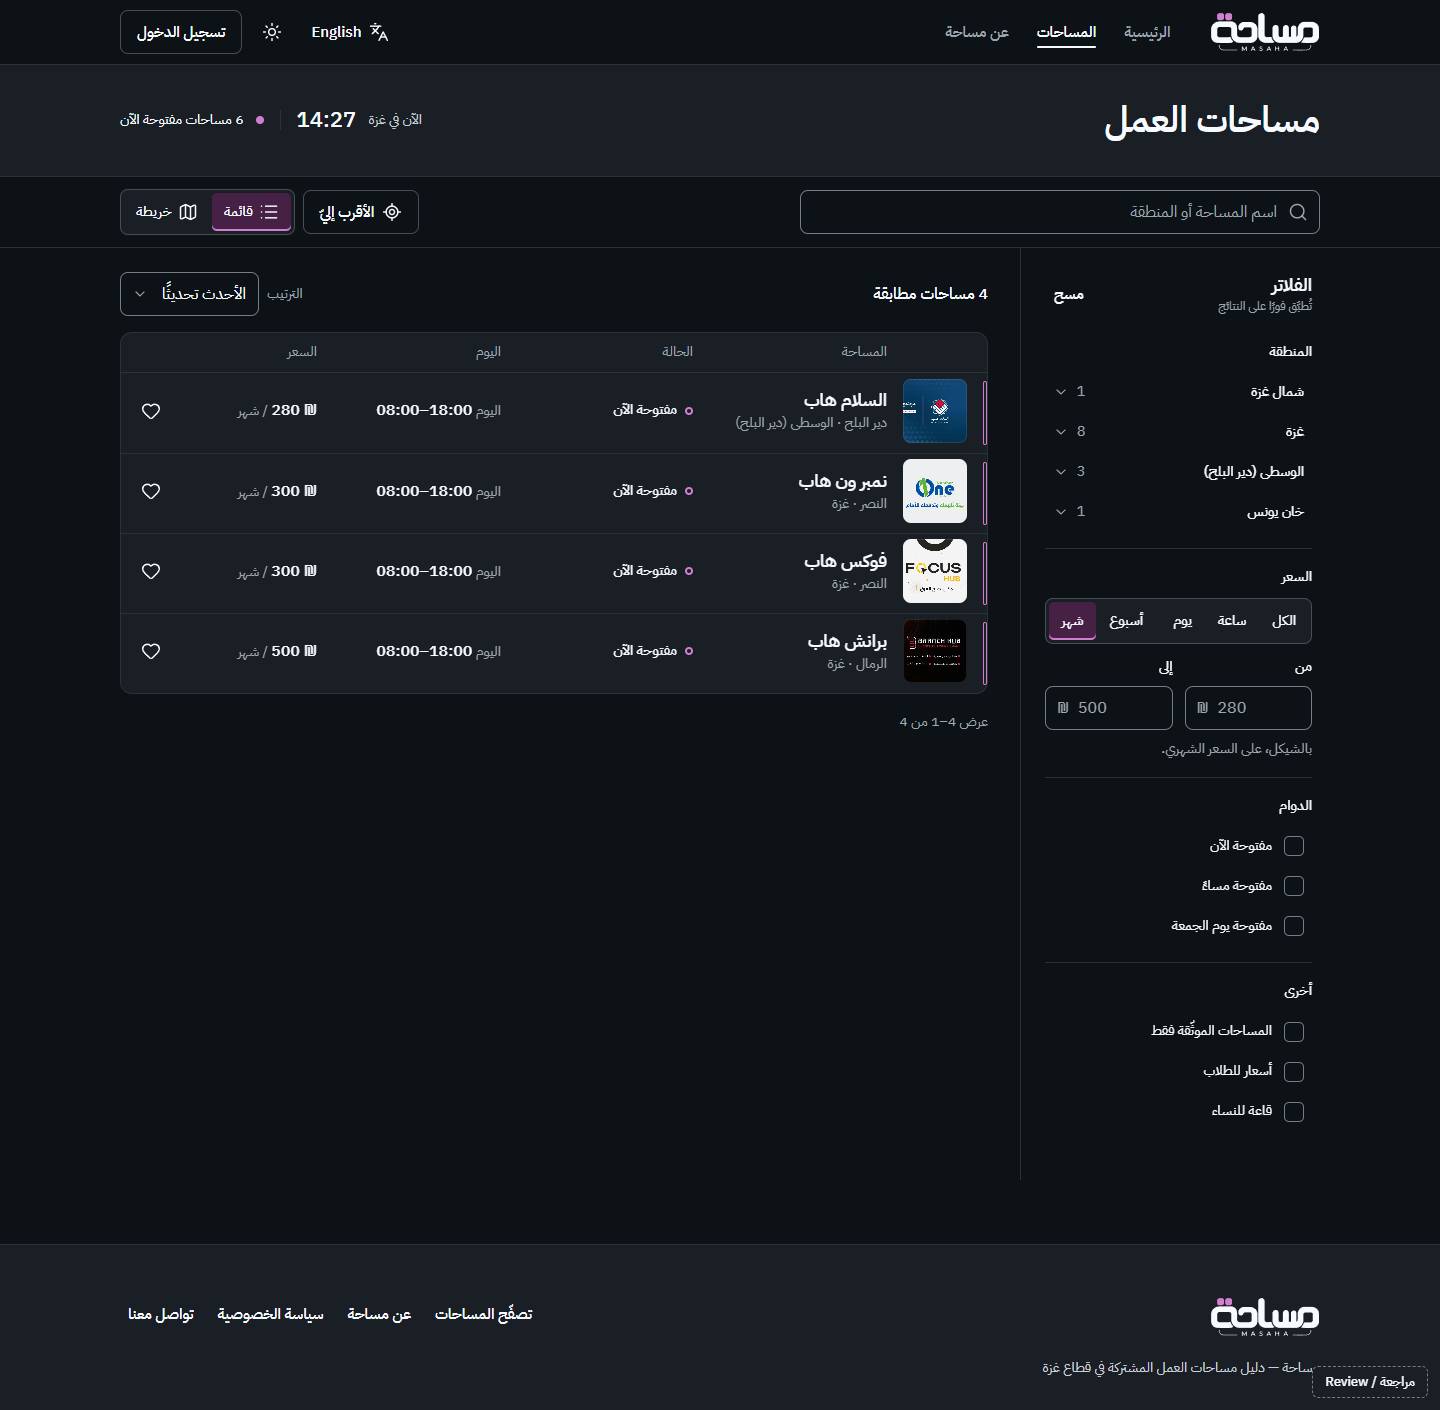 مساحة
MASAHA
الرئيسية
المساحات
عن مساحة
English
تسجيل الدخول
مساحات العمل
الآن في غزة 14:27
6 مساحات مفتوحة الآن
اسم المساحة أو المنطقة
الأقرب إليّ
قائمة
خريطة
الفلاتر
مسح
تُطبَّق فورًا على النتائج
المنطقة
شمال غزة 1
غزة 8
الوسطى (دير البلح) 3
خان يونس 1
السعر
الكل
ساعة
يوم
أسبوع
شهر
من
إلى
280 ₪
500 ₪
بالشيكل، على السعر الشهري.
الدوام
مفتوحة الآن
مفتوحة مساءً
مفتوحة يوم الجمعة
أخرى
المساحات الموثّقة فقط
أسعار للطلاب
قاعة للنساء
4 مساحات مطابقة
الترتيب
الأحدث تحديثًا
المساحة
الحالة
اليوم
السعر
السلام هاب
دير البلح · الوسطى (دير البلح)
مفتوحة الآن
اليوم 08:00–18:00
₪ 280 / شهر
One
نمبر ون هاب
النصر · غزة
مفتوحة الآن
اليوم 08:00–18:00
₪ 300 / شهر
FOCUS
HUB
فوكس هاب
النصر · غزة
مفتوحة الآن
اليوم 08:00–18:00
₪ 300 / شهر
BRANCH HUB
برانش هاب
الرمال · غزة
مفتوحة الآن
اليوم 08:00–18:00
₪ 500 / شهر
عرض 4–1 من 4
مساحة
MASAHA
مساحة — دليل مساحات العمل المشتركة في قطاع غزة
تصفّح المساحات
عن مساحة
سياسة الخصوصية
تواصل معنا
مراجعة / Review